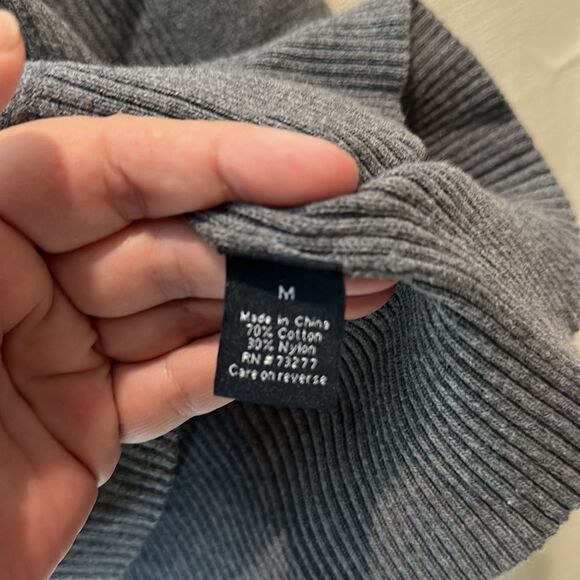 M
Made in China
70% Cotton
30% Nylon
RN #73277
Care on reverse